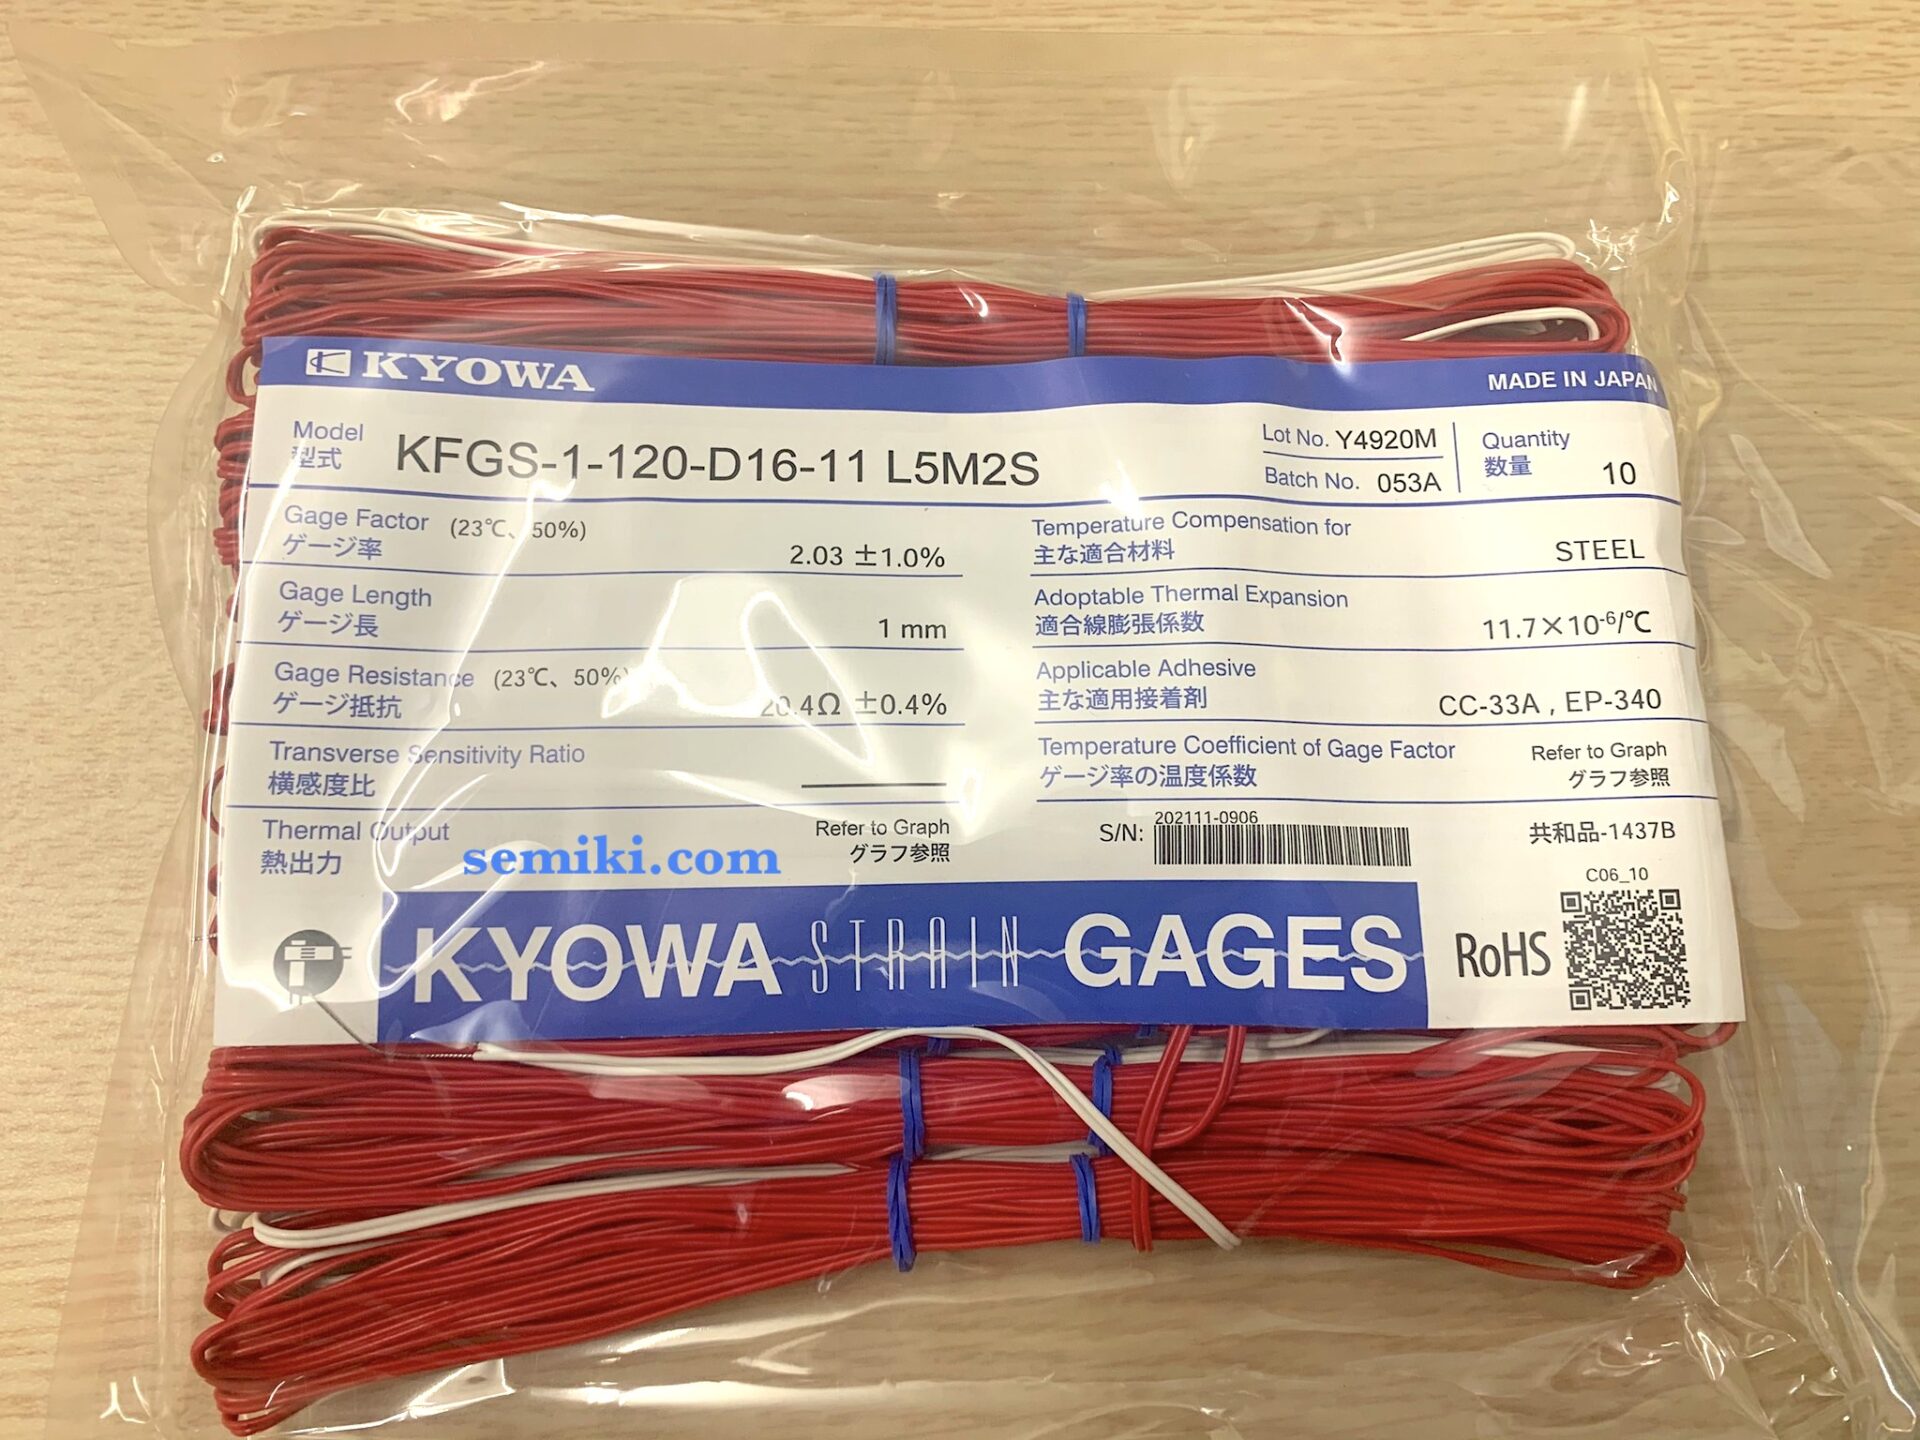 KYOWA
MADE IN JAPAN
Model
型式
KFGS-1-120-D16-11 L5M2S
Lot No. Y4920M
Batch No. 053A
Quantity
数量
10
Gage Factor (23℃、50%)
ゲージ率
2.03 ±1.0%
Gage Length
ゲージ長
1 mm
Gage Resistance (23℃、50%)
ゲージ抵抗
20.4Ω ±0.4%
Transverse Sensitivity Ratio
横感度比
Thermal Output
熱出力
Refer to Graph
グラフ参照
Temperature Compensation for
主な適合材料
STEEL
Adoptable Thermal Expansion
適合線膨張係数
11.7×10-6/℃
Applicable Adhesive
主な適用接着剤
CC-33A , EP-340
Temperature Coefficient of Gage Factor
ゲージ率の温度係数
Refer to Graph
グラフ参照
S/N: 202111-0906
共和品-1437B
C06_10
semiki.com
KYOWA STRAIN GAGES
RoHS